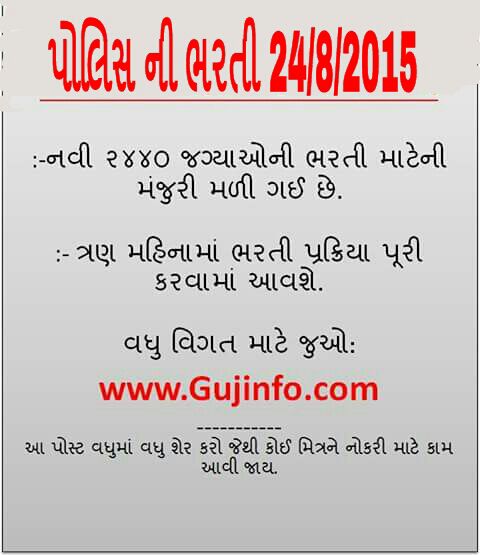 પોલિસ ની ભરતી 24/8/2015
:-નવી ૨૪૪૦ જગ્યાઓની ભરતી માટેની
મંજુરી મળી ગઈ છે.
:- ત્રણ મહિનામાં ભરતી પ્રક્રિયા પૂરી
કરવામાં આવશે.
વધુ વિગત માટે જુઓ:
www.Gujinfo.com
-----------
આ પોસ્ટ વધુમાં વધુ શેર કરો જેથી કોઈ મિત્રને નોકરી માટે કામ
આવી જાય.